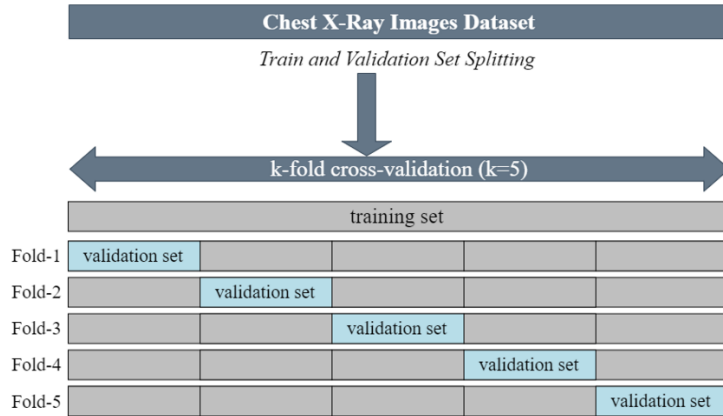 Chest X-Ray Images Dataset
Train and Validation Set Splitting
k-fold cross-validation (k=5)
training set
Fold-1 validation set
Fold-2 validation set
Fold-3 validation set
Fold-4 validation set
Fold-5 validation set